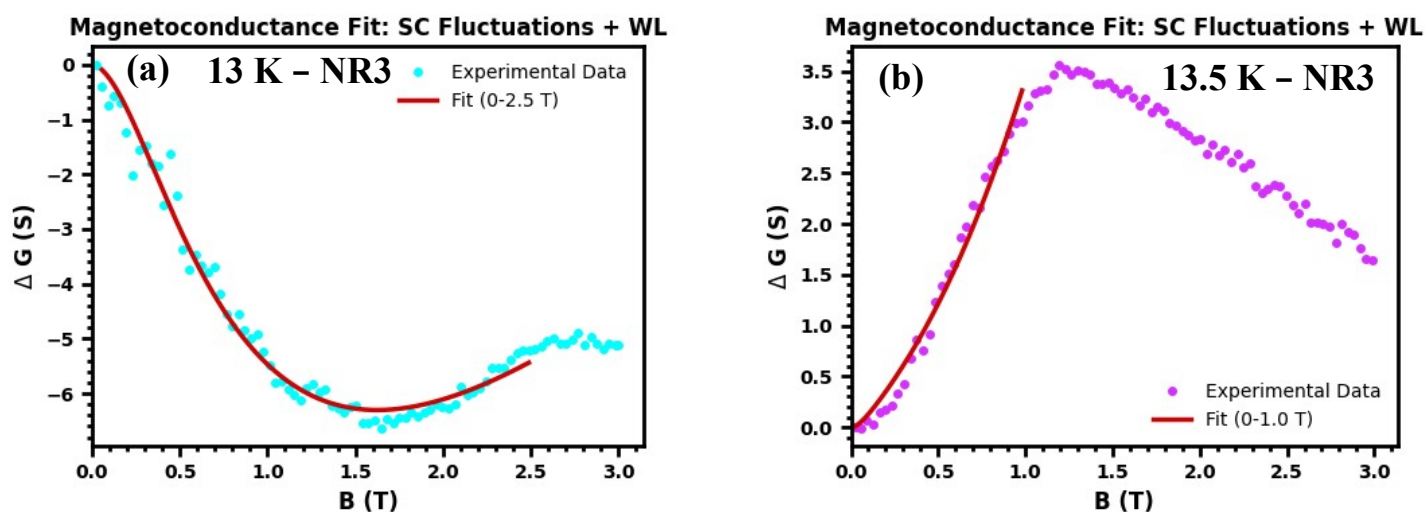 Magnetoconductance Fit: SC Fluctuations + WL
(a) 13 K – NR3
Experimental Data
Fit (0-2.5 T)
0
−1
−2
−3
−4
−5
−6
Δ G (S)
0.0 0.5 1.0 1.5 2.0 2.5 3.0
B (T)
Magnetoconductance Fit: SC Fluctuations + WL
(b) 13.5 K – NR3
3.5
3.0
2.5
2.0
1.5
1.0
0.5
0.0
Δ G (S)
Experimental Data
Fit (0-1.0 T)
0.0 0.5 1.0 1.5 2.0 2.5 3.0
B (T)